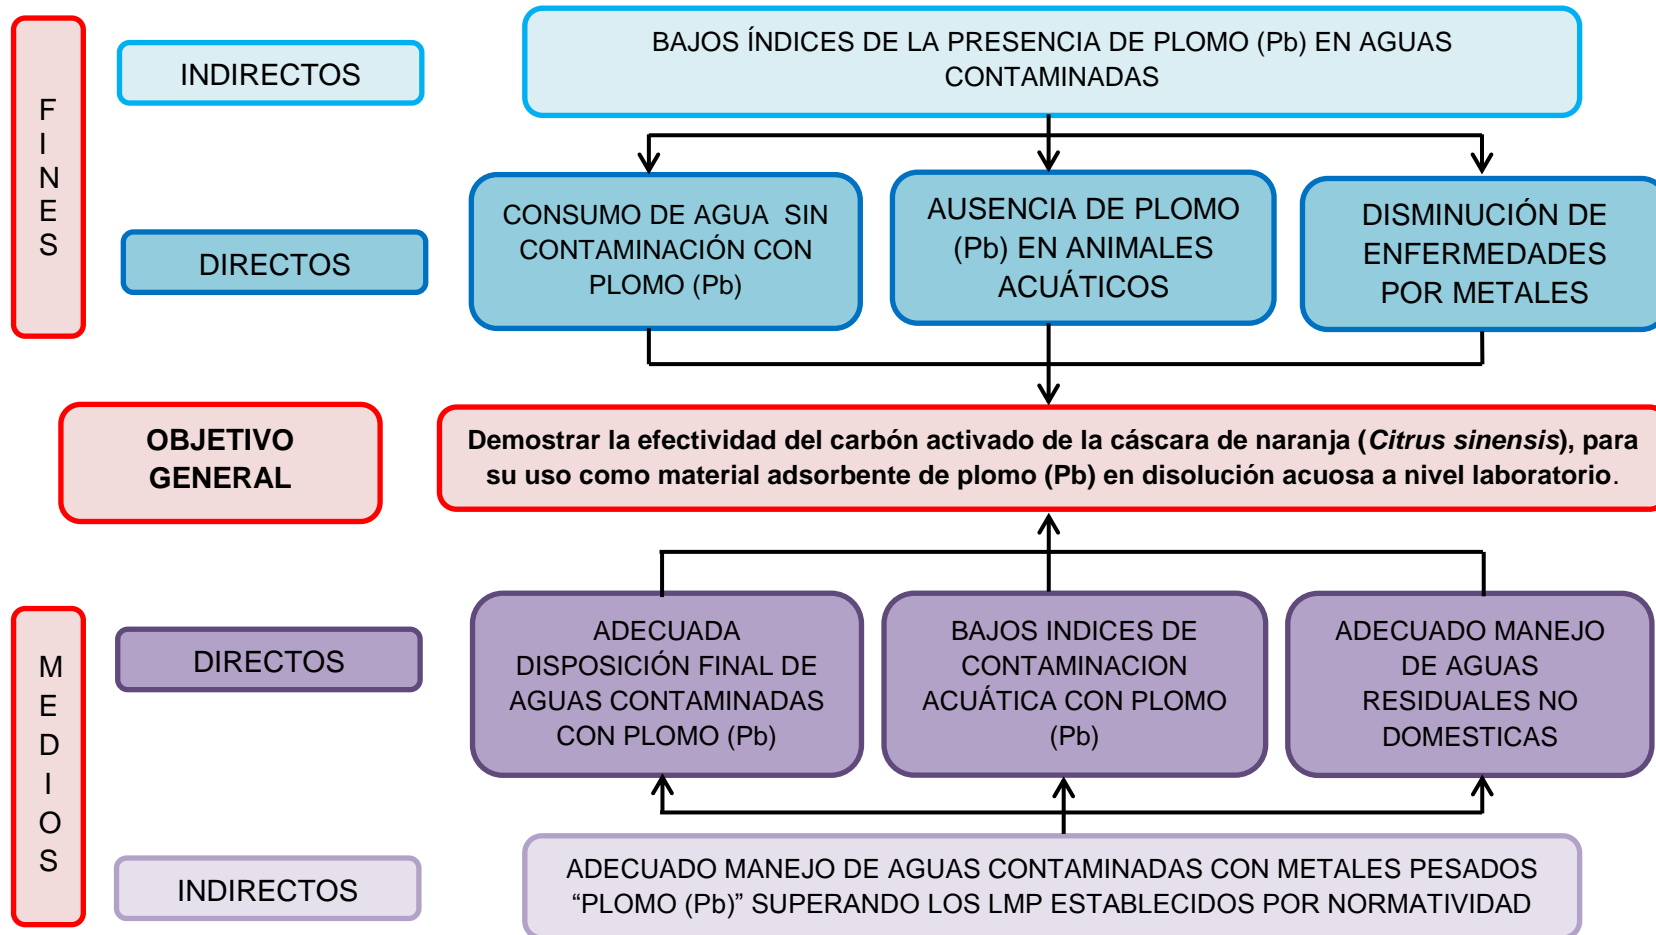 FINES
INDIRECTOS
BAJOS ÍNDICES DE LA PRESENCIA DE PLOMO (Pb) EN AGUAS
CONTAMINADAS
DIRECTOS
CONSUMO DE AGUA SIN
CONTAMINACIÓN CON
PLOMO (Pb)
AUSENCIA DE PLOMO
(Pb) EN ANIMALES
ACUÁTICOS
DISMINUCIÓN DE
ENFERMEDADES
POR METALES
OBJETIVO
GENERAL
Demostrar la efectividad del carbón activado de la cáscara de naranja (Citrus sinensis), para
su uso como material adsorbente de plomo (Pb) en disolución acuosa a nivel laboratorio.
MEDIOS
DIRECTOS
ADECUADA
DISPOSICIÓN FINAL DE
AGUAS CONTAMINADAS
CON PLOMO (Pb)
BAJOS INDICES DE
CONTAMINACION
ACUÁTICA CON PLOMO
(Pb)
ADECUADO MANEJO
DE AGUAS
RESIDUALES NO
DOMESTICAS
INDIRECTOS
ADECUADO MANEJO DE AGUAS CONTAMINADAS CON METALES PESADOS
“PLOMO (Pb)” SUPERANDO LOS LMP ESTABLECIDOS POR NORMATIVIDAD